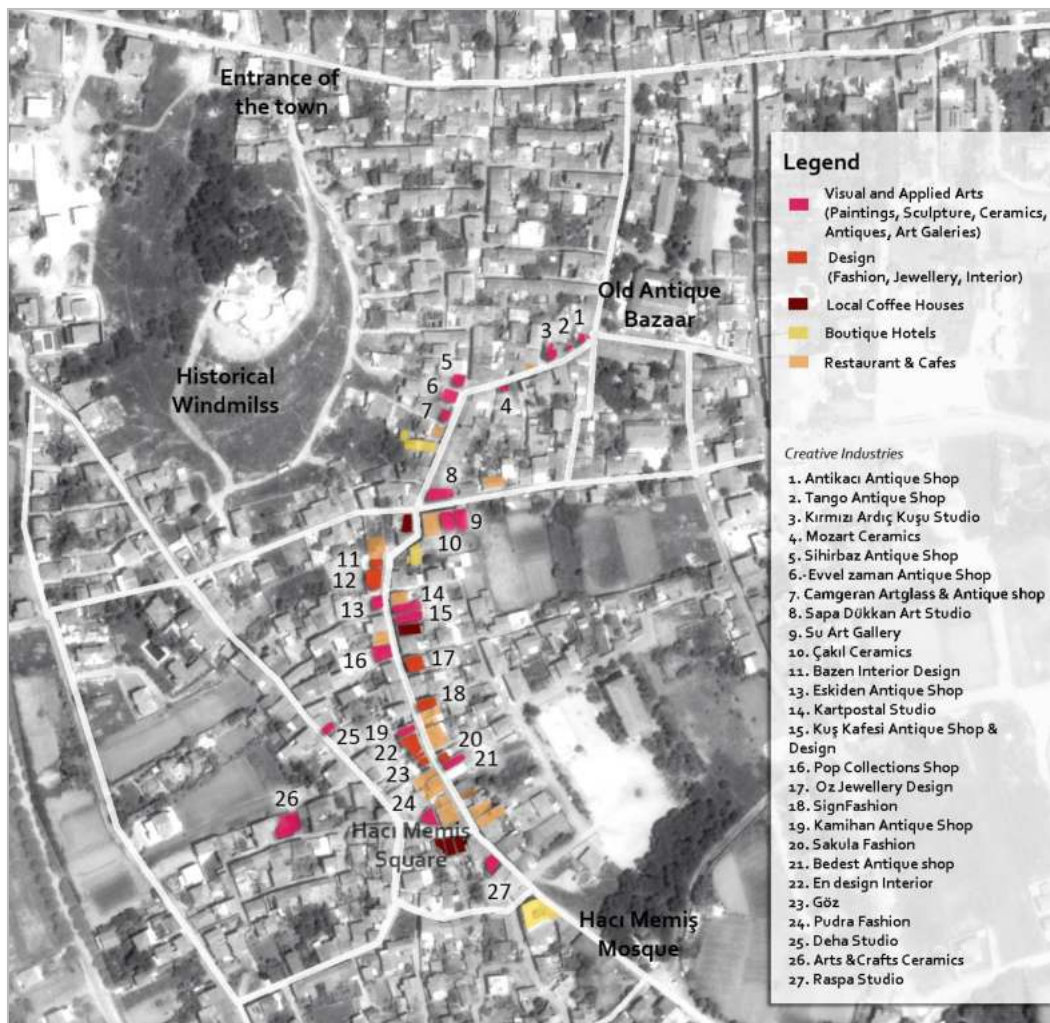 Entrance of
the town
Old Antique
Bazaar
Historical
Windmilss
Hacı Memiş
Square
Hacı Memiş
Mosque
1
2
3
4
5
6
7
8
9
10
11
12
13
14
15
16
17
18
19
20
21
22
23
24
25
26
27
Legend
Visual and Applied Arts
(Paintings, Sculpture, Ceramics,
Antiques, Art Galeries)
Design
(Fashion, Jewellery, Interior)
Local Coffee Houses
Boutique Hotels
Restaurant & Cafes
Creative Industries
1. Antikacı Antique Shop
2. Tango Antique Shop
3. Kırmızı Ardıç Kuşu Studio
4. Mozart Ceramics
5. Sihirbaz Antique Shop
6.-Evvel zaman Antique Shop
7. Camgeran Artglass & Antique shop
8. Sapa Dükkan Art Studio
9. Su Art Gallery
10. Çakıl Ceramics
11. Bazen Interior Design
13. Eskiden Antique Shop
14. Kartpostal Studio
15. Kuş Kafesi Antique Shop &
Design
16. Pop Collections Shop
17. Oz Jewellery Design
18. SignFashion
19. Kamihan Antique Shop
20. Sakula Fashion
21. Bedest Antique shop
22. En design Interior
23. Göz
24. Pudra Fashion
25. Deha Studio
26. Arts &Crafts Ceramics
27. Raspa Studio